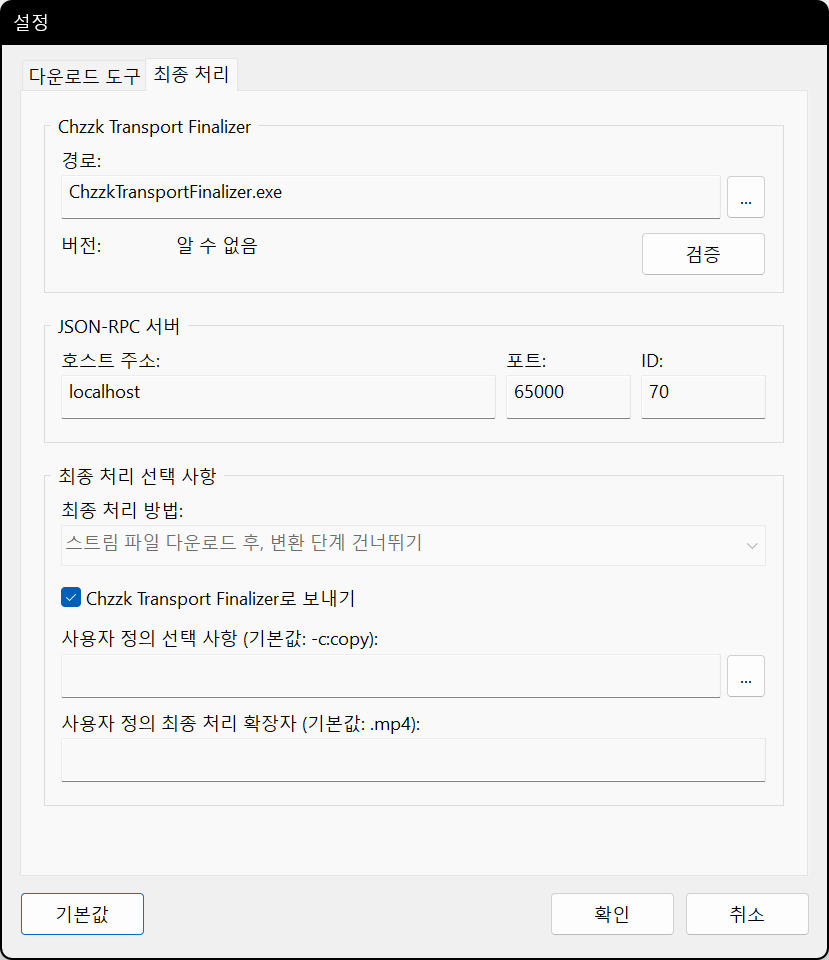 설정
다운로드 도구
최종 처리
Chzzk Transport Finalizer
경로:
ChzzkTransportFinalizer.exe
...
버전: 알 수 없음
검증
JSON-RPC 서버
호스트 주소: 포트: ID:
localhost 65000 70
최종 처리 선택 사항
최종 처리 방법:
스트림 파일 다운로드 후, 변환 단계 건너뛰기
Chzzk Transport Finalizer로 보내기
사용자 정의 선택 사항 (기본값: -c:copy):
...
사용자 정의 최종 처리 확장자 (기본값: .mp4):
기본값 확인 취소